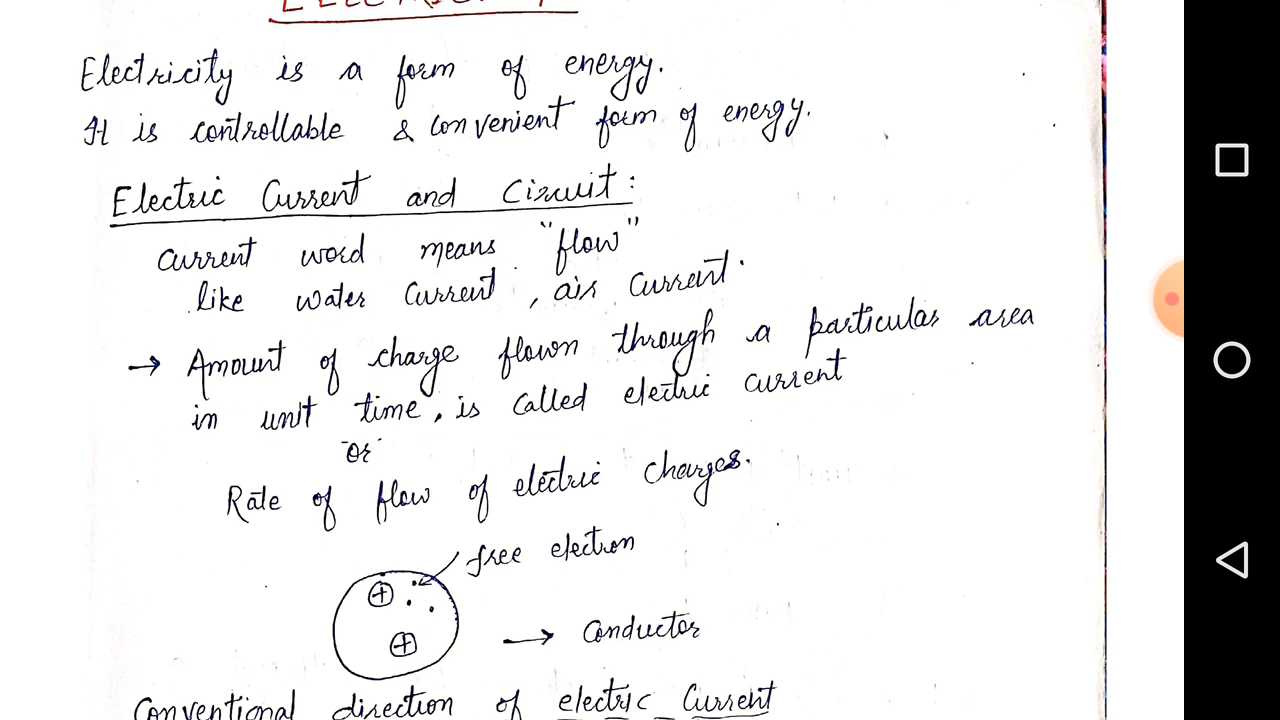 Electricity is a form of energy.
It is controllable & convenient form of energy.
Electric Current and Circuit:
Current word means "flow"
like water current, air current.
→ Amount of charge flown through a particular area
in unit time, is called electric current
"or"
Rate of flow of electric charges.
free electron
+
+
→ Conductor
Conventional direction of electric current